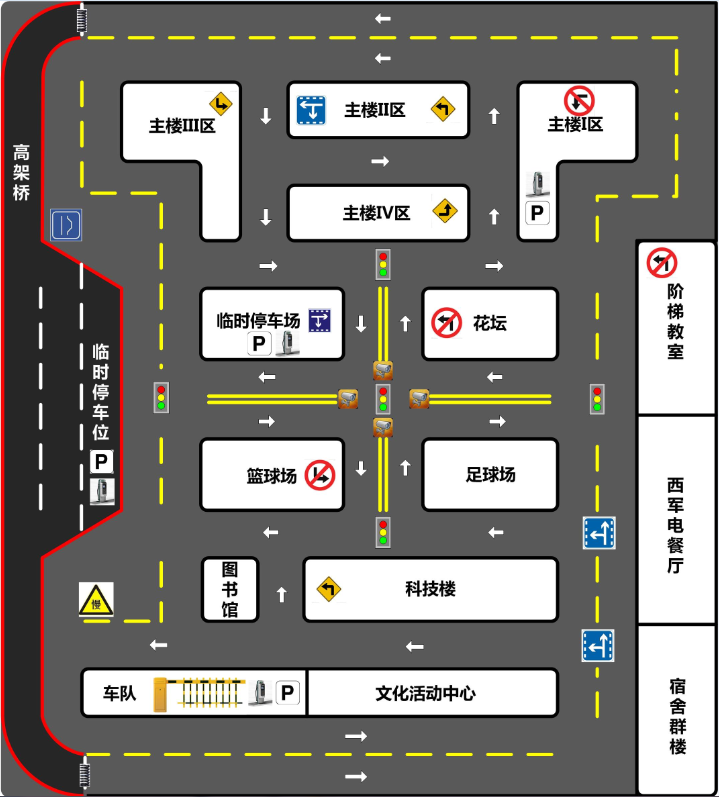 主楼III区
主楼II区
主楼I区
高架桥
主楼IV区
P
临时停车场
P
花坛
阶梯教室
临时停车位
P
篮球场
足球场
西军电餐厅
慢
图书馆
科技楼
车队
P
文化活动中心
宿舍群楼